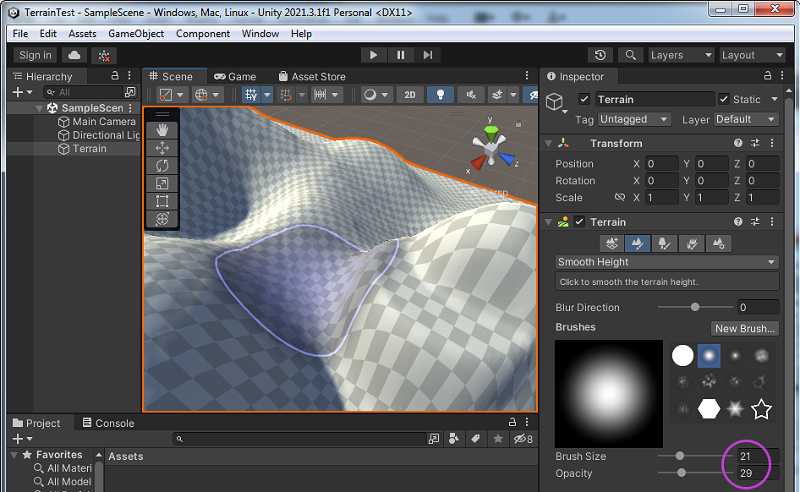 TerrainTest - SampleScene - Windows, Mac, Linux - Unity 2021.3.1f1 Personal <DX11>
File Edit Assets GameObject Component Window Help
Sign in
Layers Layout
Hierarchy
All
SampleScen
Main Camera
Directional Lig
Terrain
Scene Game Asset Store
2D
y
x
z
Inspector
Terrain Static
Tag Untagged Layer Default
Transform
Position X 0 Y 0 Z 0
Rotation X 0 Y 0 Z 0
Scale X 1 Y 1 Z 1
Terrain
Smooth Height
Click to smooth the terrain height.
Blur Direction 0
Brushes New Brush...
Brush Size 21
Opacity 29
Project Console
8
Favorites
All Materi
All Model
Assets